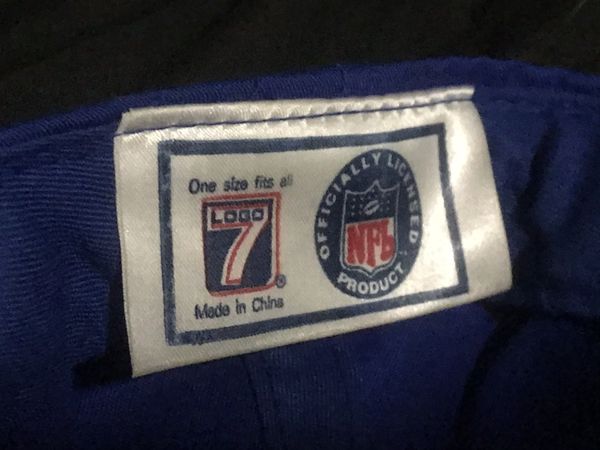 One size fits all
LOGO
7
®
Made in China
OFFICIALLY LICENSED
NFL
PRODUCT